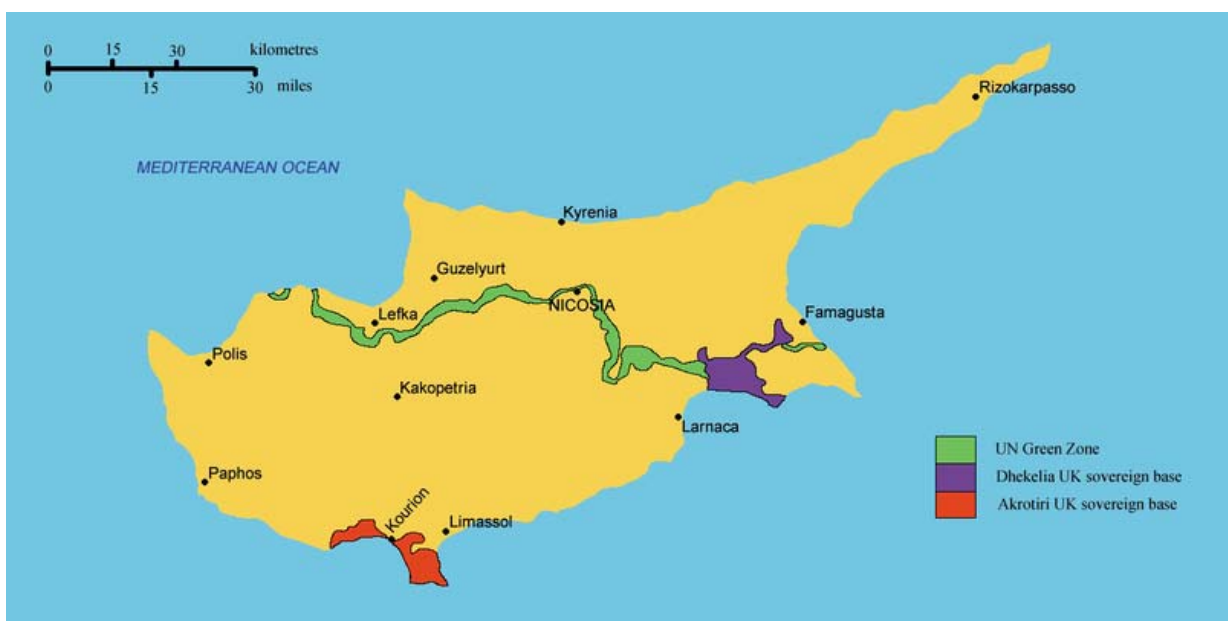 0 15 30 kilometres
0 15 30 miles
MEDITERRANEAN OCEAN
Rizokarpasso
Kyrenia
Guzelyurt
NICOSIA
Lefka
Famagusta
Polis
Kakopetria
Larnaca
Paphos
Kourion
Limassol
UN Green Zone
Dhekelia UK sovereign base
Akrotiri UK sovereign base